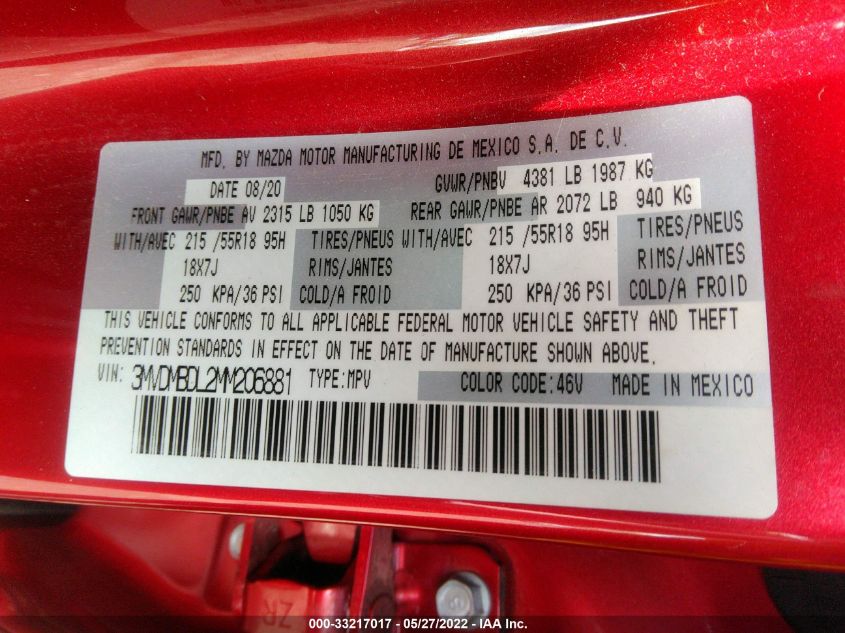 MFD. BY MAZDA MOTOR MANUFACTURING DE MEXICO S.A. DE C.V.
DATE 08/20 GVWR/PNBV 4381 LB 1987 KG
FRONT GAWR/PNBE AV 2315 LB 1050 KG REAR GAWR/PNBE AR 2072 LB 940 KG
WITH/AVEC 215 /55R18 95H TIRES/PNEUS WITH/AVEC 215 /55R18 95H TIRES/PNEUS
18X7J RIMS/JANTES 18X7J RIMS/JANTES
250 KPA/36 PSI COLD/A FROID 250 KPA/36 PSI COLD/A FROID
THIS VEHICLE CONFORMS TO ALL APPLICABLE FEDERAL MOTOR VEHICLE SAFETY AND THEFT
PREVENTION STANDARDS IN EFFECT ON THE DATE OF MANUFACTURE SHOWN ABOVE.
VIN: 3MVDMBDL2MM206881 TYPE:MPV COLOR CODE:46V MADE IN MEXICO
ZR
000-33217017 - 05/27/2022 - www.iaai.com